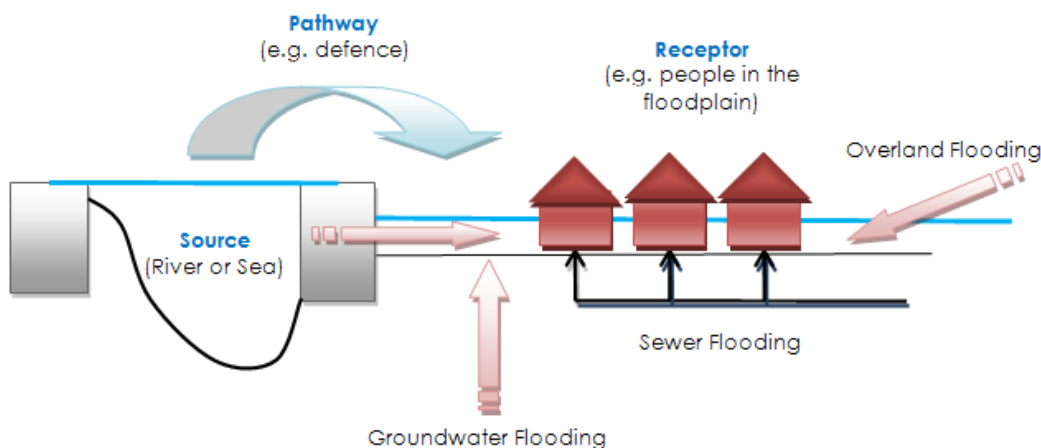 Pathway
(e.g. defence)
Receptor
(e.g. people in the
floodplain)
Overland Flooding
Source
(River or Sea)
Sewer Flooding
Groundwater Flooding